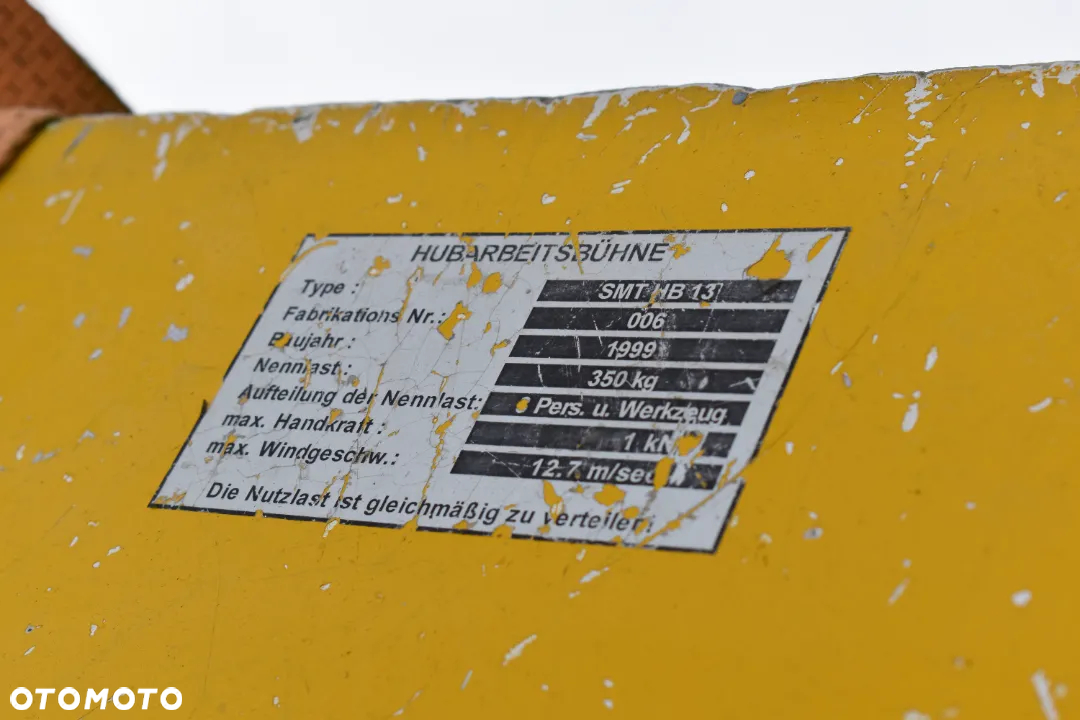 HUBARBEITSBÜHNE
Type : SMT HB 13
Fabrikations Nr.: 006
Baujahr : 1999
Nennlast : 350 kg
Aufteilung der Nennlast: Pers. u. Werkzeug
max. Handkraft : 1 kN
max. Windgeschw.: 12.7 m/sec
Die Nutzlast ist gleichmäßig zu verteilen!
OTOMOTO